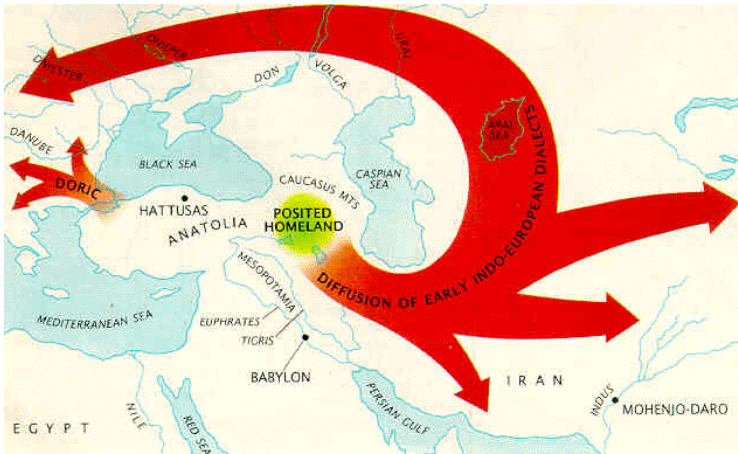 DNIESTER
DNIEPER
DON
VOLGA
URAL
ARAL
SEA
DANUBE
BLACK SEA
CAUCASUS MTS
CASPIAN
SEA
DORIC
HATTUSAS
ANATOLIA
POSITED
HOMELAND
DIFFUSION OF EARLY INDO-EUROPEAN DIALECTS
MESOPOTAMIA
MEDITERRANEAN SEA
EUPHRATES
TIGRIS
BABYLON
IRAN
INDUS
MOHENJO-DARO
EGYPT
NILE
RED SEA
PERSIAN GULF